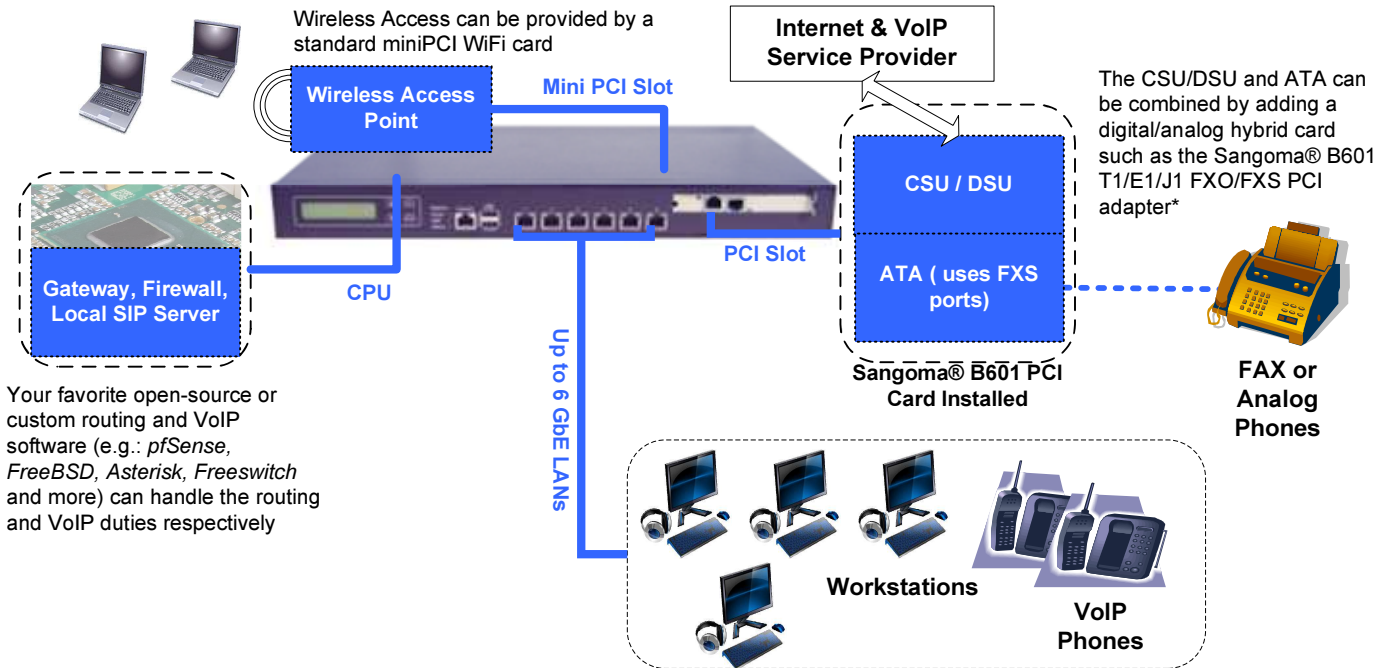 Wireless Access can be provided by a
standard miniPCI WiFi card
Wireless Access
Point
Mini PCI Slot
Internet & VoIP
Service Provider
The CSU/DSU and ATA can
be combined by adding a
digital/analog hybrid card
such as the Sangoma® B601
T1/E1/J1 FXO/FXS PCI
adapter*
CSU / DSU
ATA ( uses FXS
ports)
PCI Slot
Sangoma® B601 PCI
Card Installed
FAX or
Analog
Phones
Gateway, Firewall,
Local SIP Server
CPU
Your favorite open-source or
custom routing and VoIP
software (e.g.: pfSense,
FreeBSD, Asterisk, Freeswitch
and more) can handle the routing
and VoIP duties respectively
Up to 6 GbE LANs
Workstations
VoIP
Phones